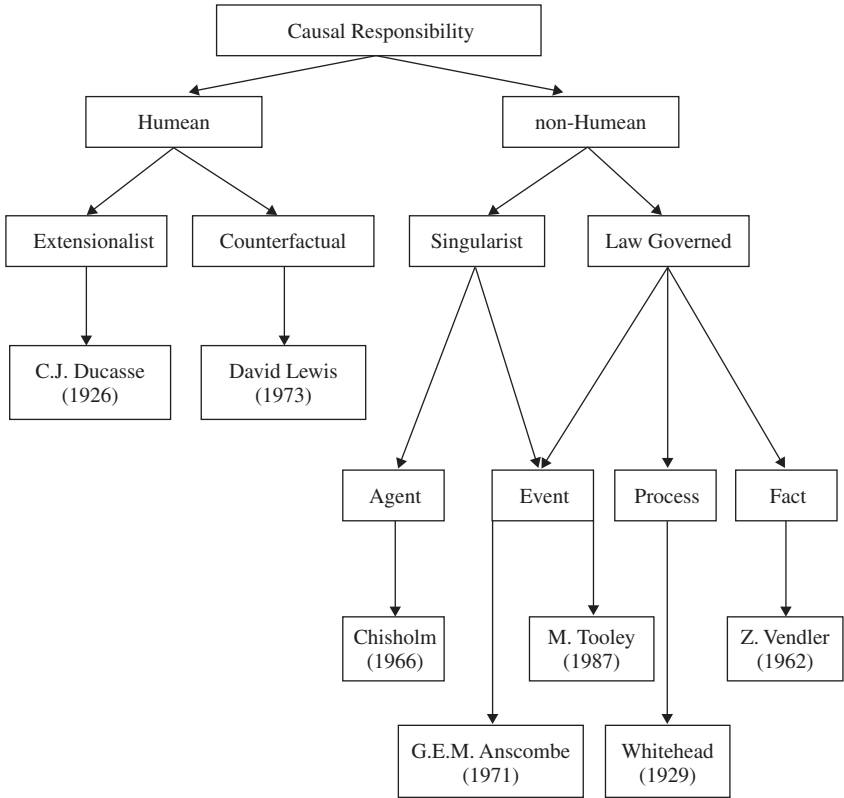 Causal Responsibility
Humean
non-Humean
Extensionalist
Counterfactual
Singularist
Law Governed
C.J. Ducasse
(1926)
David Lewis
(1973)
Agent
Event
Process
Fact
Chisholm
(1966)
M. Tooley
(1987)
Z. Vendler
(1962)
G.E.M. Anscombe
(1971)
Whitehead
(1929)